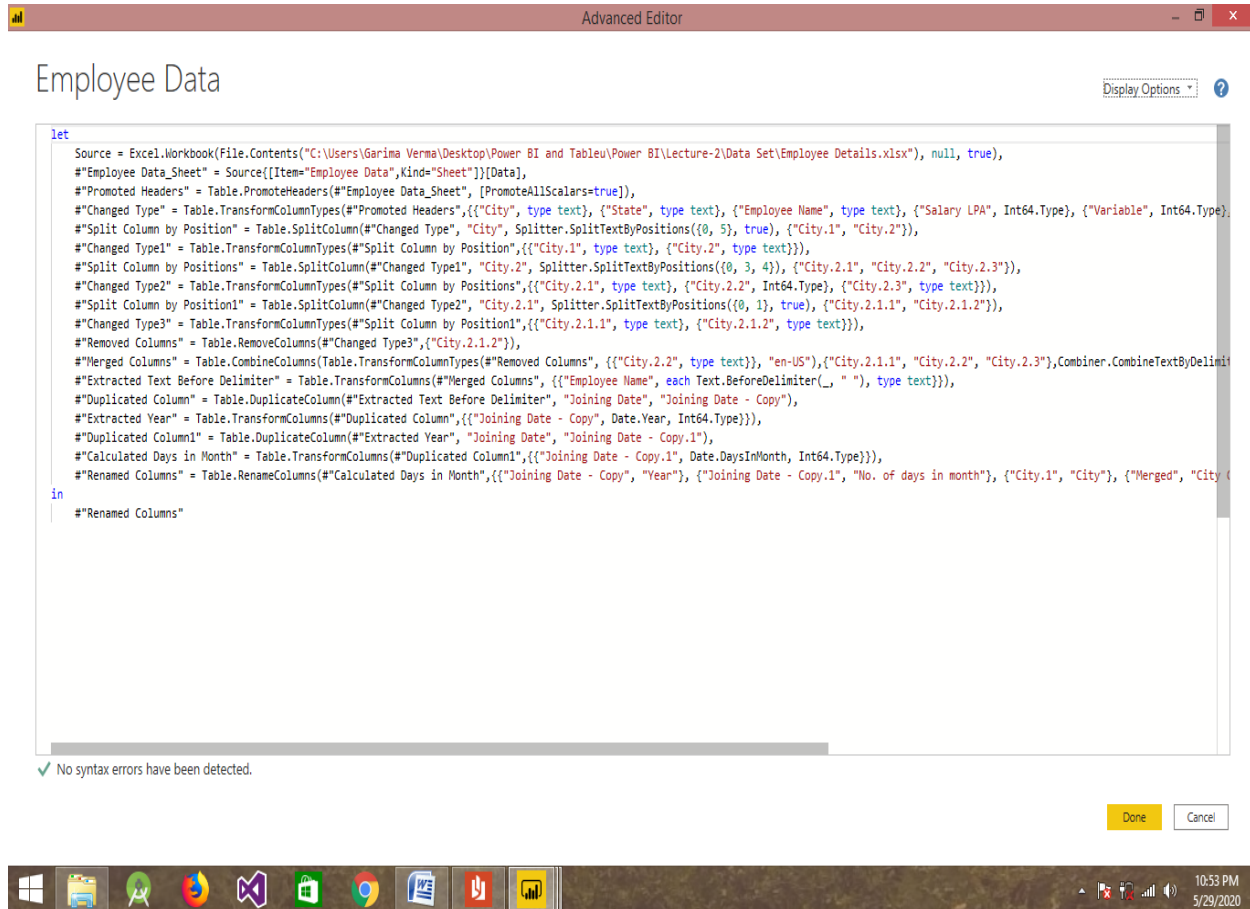 Advanced Editor
Employee Data
Display Options
let
Source = Excel.Workbook(File.Contents("C:\Users\Garima Verma\Desktop\Power BI and Tableu\Power BI\Lecture-2\Data Set\Employee Details.xlsx"), null, true),
#"Employee Data_Sheet" = Source{[Item="Employee Data",Kind="Sheet"]}[Data],
#"Promoted Headers" = Table.PromoteHeaders(#"Employee Data_Sheet", [PromoteAllScalars=true]),
#"Changed Type" = Table.TransformColumnTypes(#"Promoted Headers",{{"City", type text}, {"State", type text}, {"Employee Name", type text}, {"Salary LPA", Int64.Type}, {"Variable", Int64.Type},
#"Split Column by Position" = Table.SplitColumn(#"Changed Type", "City", Splitter.SplitTextByPositions({0, 5}, true), {"City.1", "City.2"}),
#"Changed Type1" = Table.TransformColumnTypes(#"Split Column by Position",{{"City.1", type text}, {"City.2", type text}}),
#"Split Column by Positions" = Table.SplitColumn(#"Changed Type1", "City.2", Splitter.SplitTextByPositions({0, 3, 4}), {"City.2.1", "City.2.2", "City.2.3"}),
#"Changed Type2" = Table.TransformColumnTypes(#"Split Column by Positions",{{"City.2.1", type text}, {"City.2.2", Int64.Type}, {"City.2.3", type text}}),
#"Split Column by Position1" = Table.SplitColumn(#"Changed Type2", "City.2.1", Splitter.SplitTextByPositions({0, 1}, true), {"City.2.1.1", "City.2.1.2"}),
#"Changed Type3" = Table.TransformColumnTypes(#"Split Column by Position1",{{"City.2.1.1", type text}, {"City.2.1.2", type text}}),
#"Removed Columns" = Table.RemoveColumns(#"Changed Type3",{"City.2.1.2"}),
#"Merged Columns" = Table.CombineColumns(Table.TransformColumnTypes(#"Removed Columns", {{"City.2.2", type text}}, "en-US"),{"City.2.1.1", "City.2.2", "City.2.3"},Combiner.CombineTextByDelimit
#"Extracted Text Before Delimiter" = Table.TransformColumns(#"Merged Columns", {{"Employee Name", each Text.BeforeDelimiter(_, " "), type text}}),
#"Duplicated Column" = Table.DuplicateColumn(#"Extracted Text Before Delimiter", "Joining Date", "Joining Date - Copy"),
#"Extracted Year" = Table.TransformColumns(#"Duplicated Column",{{"Joining Date - Copy", Date.Year, Int64.Type}}),
#"Duplicated Column1" = Table.DuplicateColumn(#"Extracted Year", "Joining Date", "Joining Date - Copy.1"),
#"Calculated Days in Month" = Table.TransformColumns(#"Duplicated Column1",{{"Joining Date - Copy.1", Date.DaysInMonth, Int64.Type}}),
#"Renamed Columns" = Table.RenameColumns(#"Calculated Days in Month",{{"Joining Date - Copy", "Year"}, {"Joining Date - Copy.1", "No. of days in month"}, {"City.1", "City"}, {"Merged", "City
in
#"Renamed Columns"
No syntax errors have been detected.
Done Cancel
10:53 PM
5/29/2020